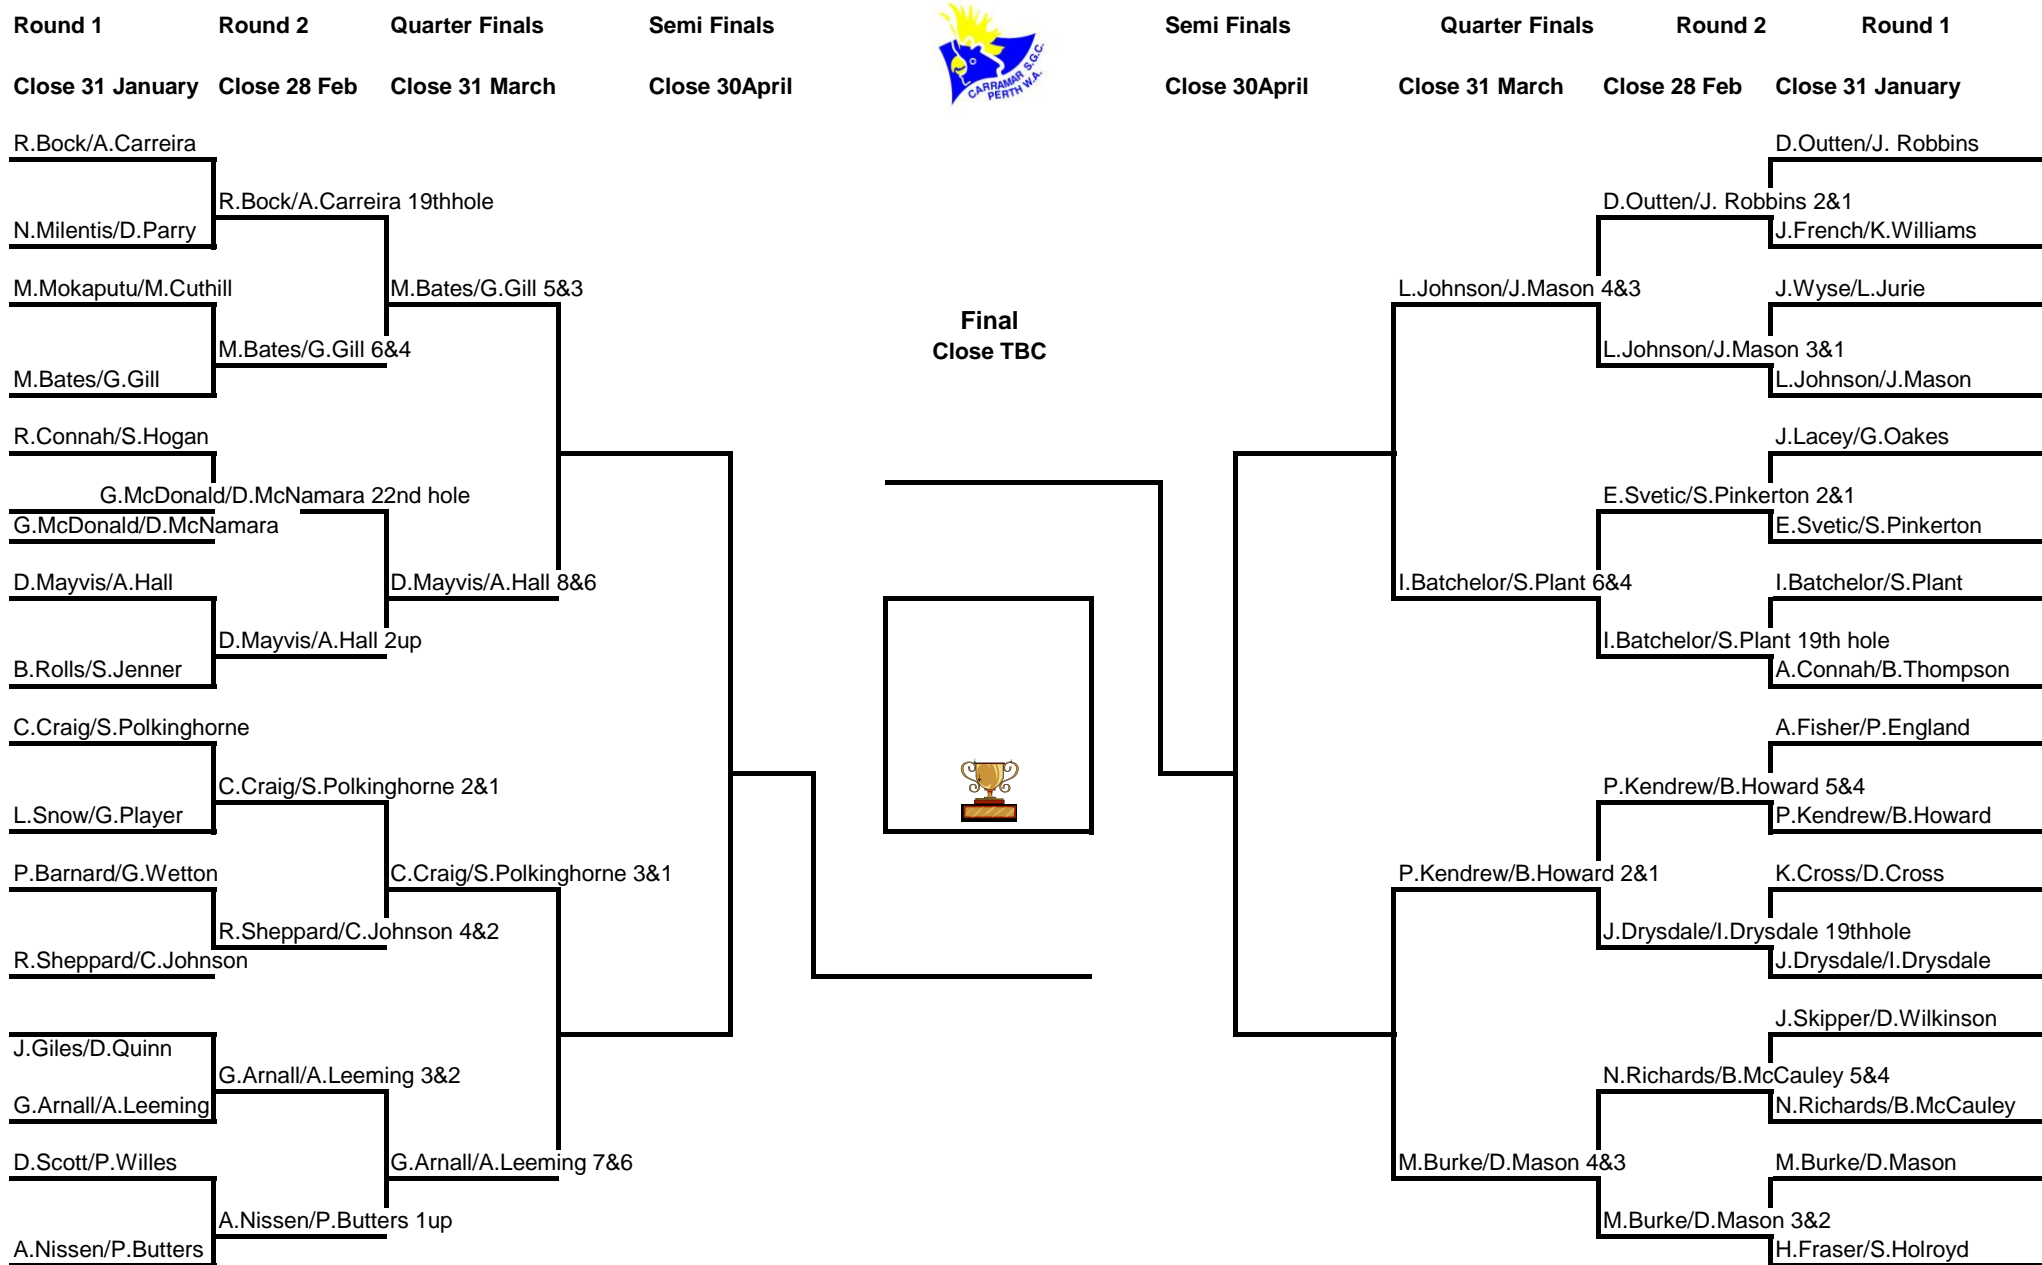 Round 1 Round 2 Quarter Finals Semi Finals Semi Finals Quarter Finals Round 2 Round 1
CARRAMAR S.G.C.
PERTH W.A.
Close 31 January Close 28 Feb Close 31 March Close 30April Close 30April Close 31 March Close 28 Feb Close 31 January
R.Bock/A.Carreira D.Outten/J. Robbins
R.Bock/A.Carreira 19thhole D.Outten/J. Robbins 2&1
N.Milentis/D.Parry J.French/K.Williams
M.Mokaputu/M.Cuthill M.Bates/G.Gill 5&3 L.Johnson/J.Mason 4&3 J.Wyse/L.Jurie
Final
M.Bates/G.Gill 6&4 Close TBC L.Johnson/J.Mason 3&1
M.Bates/G.Gill L.Johnson/J.Mason
R.Connah/S.Hogan J.Lacey/G.Oakes
G.McDonald/D.McNamara 22nd hole E.Svetic/S.Pinkerton 2&1
G.McDonald/D.McNamara E.Svetic/S.Pinkerton
D.Mayvis/A.Hall D.Mayvis/A.Hall 8&6 I.Batchelor/S.Plant 6&4 I.Batchelor/S.Plant
D.Mayvis/A.Hall 2up I.Batchelor/S.Plant 19th hole
B.Rolls/S.Jenner A.Connah/B.Thompson
C.Craig/S.Polkinghorne A.Fisher/P.England
C.Craig/S.Polkinghorne 2&1 P.Kendrew/B.Howard 5&4
L.Snow/G.Player P.Kendrew/B.Howard
P.Barnard/G.Wetton C.Craig/S.Polkinghorne 3&1 P.Kendrew/B.Howard 2&1 K.Cross/D.Cross
R.Sheppard/C.Johnson 4&2 J.Drysdale/I.Drysdale 19thhole
R.Sheppard/C.Johnson J.Drysdale/I.Drysdale
J.Skipper/D.Wilkinson
J.Giles/D.Quinn
G.Arnall/A.Leeming 3&2 N.Richards/B.McCauley 5&4
G.Arnall/A.Leeming N.Richards/B.McCauley
D.Scott/P.Willes G.Arnall/A.Leeming 7&6 M.Burke/D.Mason 4&3 M.Burke/D.Mason
A.Nissen/P.Butters 1up M.Burke/D.Mason 3&2
A.Nissen/P.Butters H.Fraser/S.Holroyd